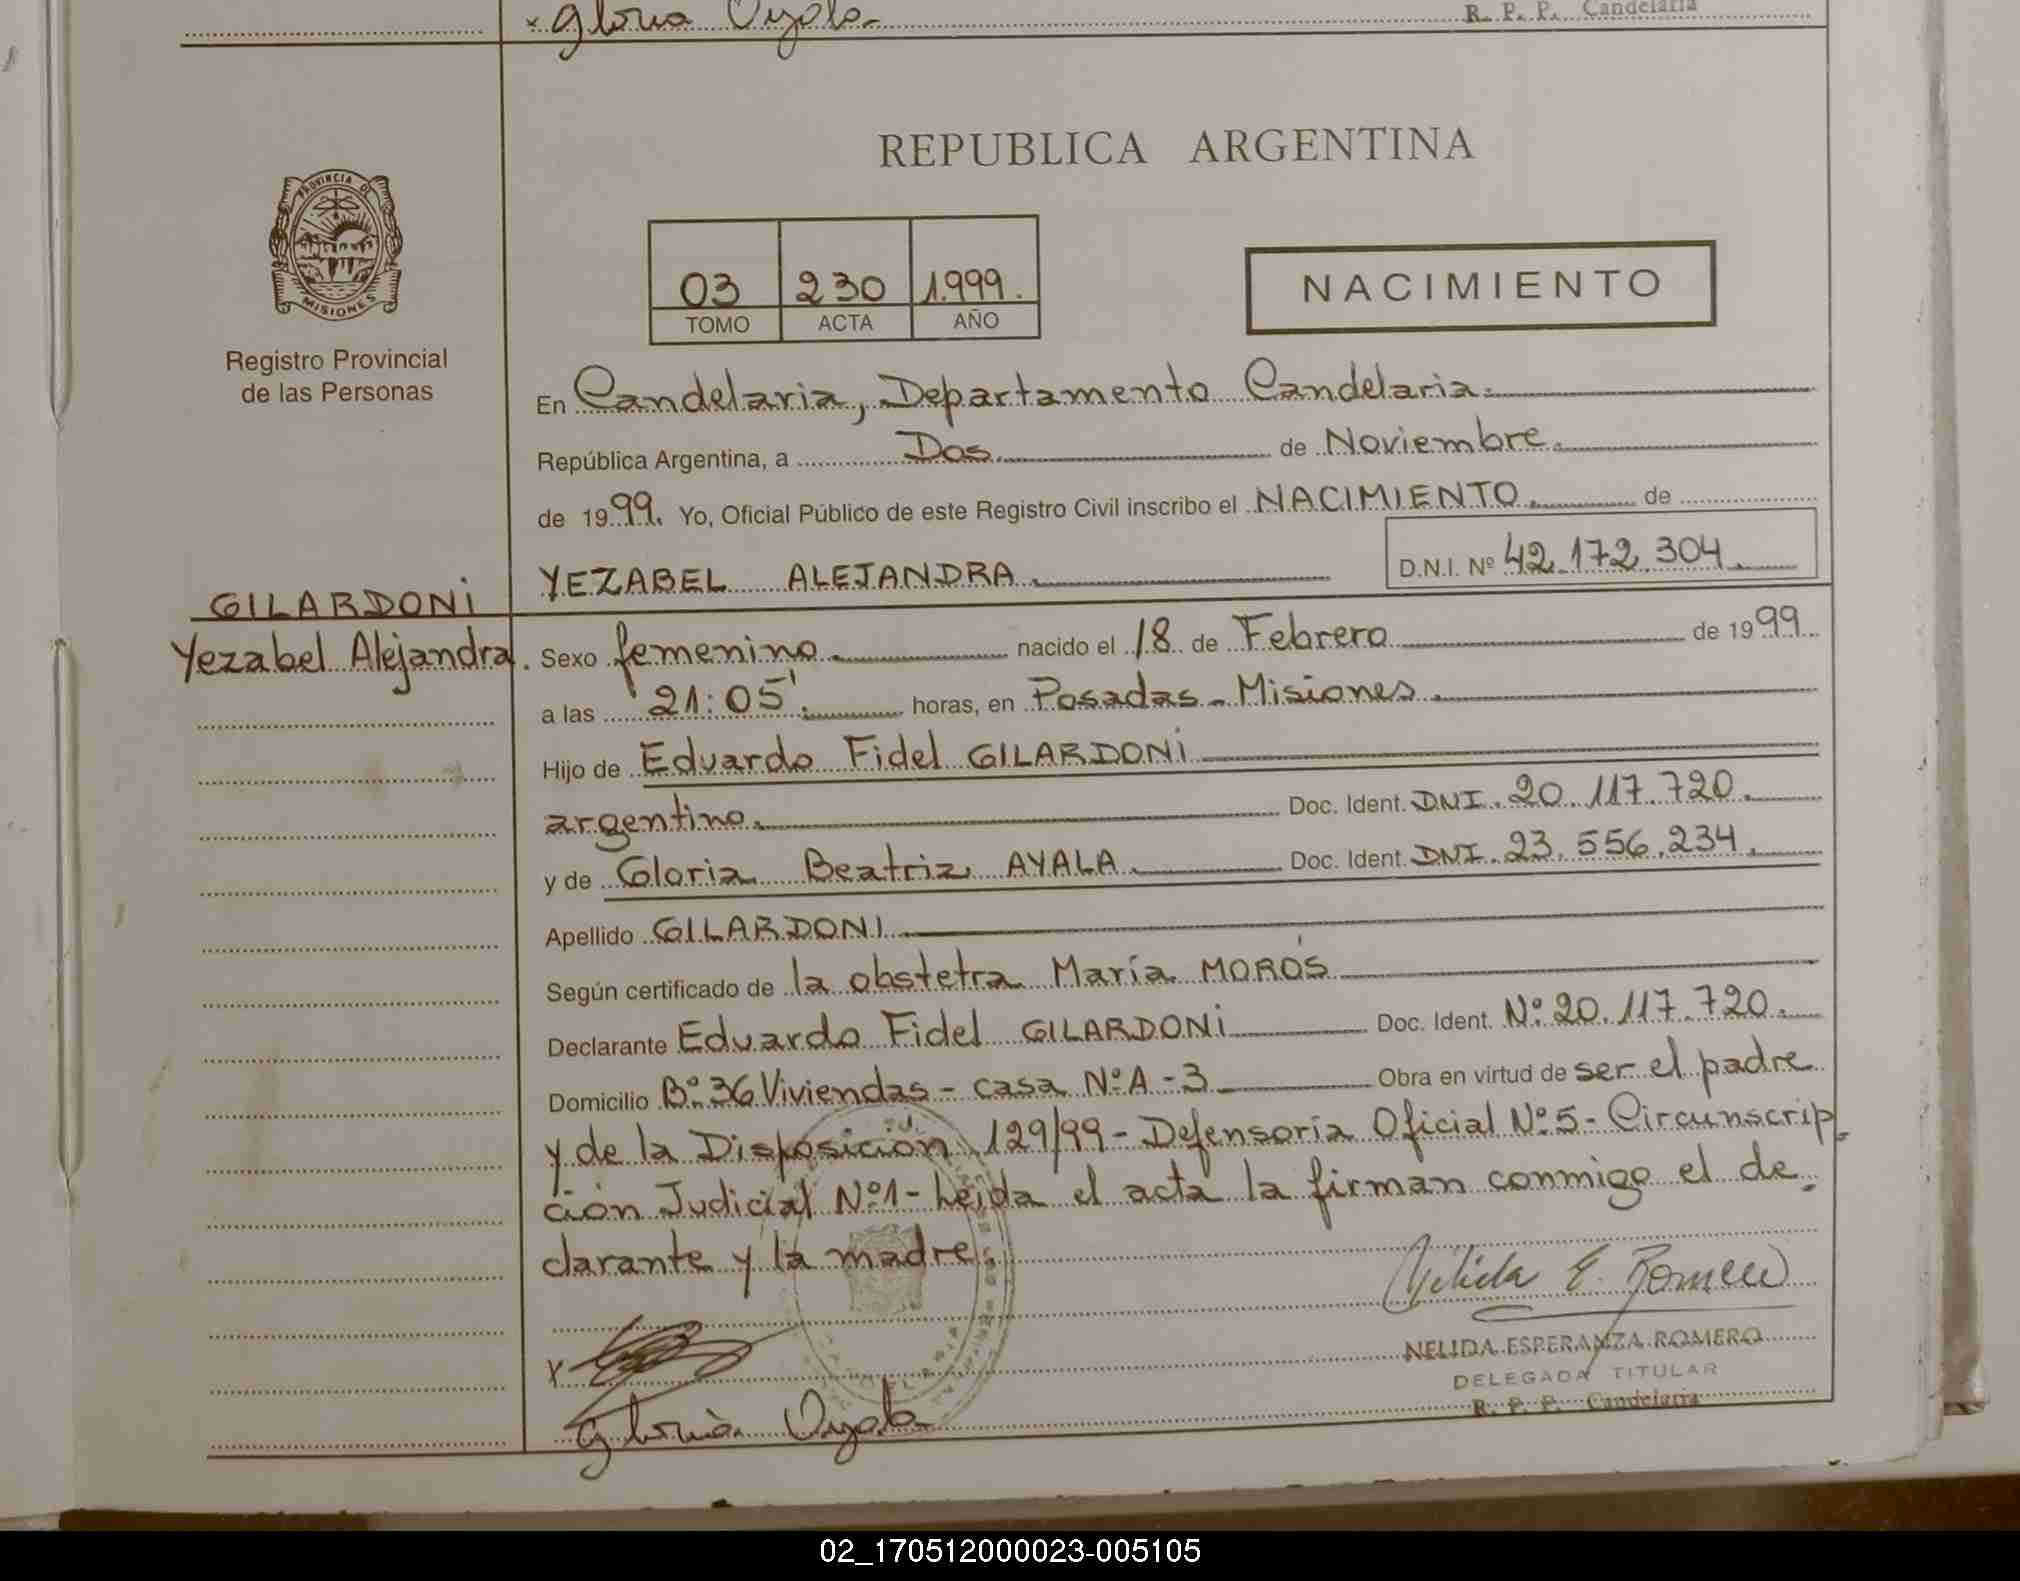 x Gloria Ayala
R. P. P. Candelaria
REPUBLICA ARGENTINA
PROVINCIA DE
MISIONES
Registro Provincial
de las Personas
03 230 1.999.
TOMO ACTA AÑO
NACIMIENTO
En Candelaria, Departamento Candelaria.
República Argentina, a Dos. de Noviembre.
de 1999. Yo, Oficial Público de este Registro Civil inscribo el NACIMIENTO. de
YEZABEL ALEJANDRA. D.N.I. Nº 42.172.304.
GILARDONI
Yezabel Alejandra.
Sexo femenino. nacido el 18 de Febrero de 1999
a las 21:05'. horas, en Posadas - Misiones.
Hijo de Eduardo Fidel GILARDONI
argentino. Doc. Ident. DNI. 20.117.720.
y de Gloria Beatriz AYALA. Doc. Ident. DNI. 23.556.234.
Apellido GILARDONI.
Según certificado de la obstetra María MOROS
Declarante Eduardo Fidel GILARDONI Doc. Ident. Nº 20.117.720.
Domicilio Bº 36 Viviendas - casa Nº A - 3 Obra en virtud de ser el padre
y de la Disposición 129/99 - Defensoría Oficial Nº 5 - Circunscrip
ción Judicial Nº 1 - Leída el acta la firman conmigo el de
clarante y la madre.
Nélida E. Romero
NELIDA ESPERANZA ROMERO
DELEGADA TITULAR
R. P. P. Candelaria
x
Gloria Ayala
02_170512000023-005105